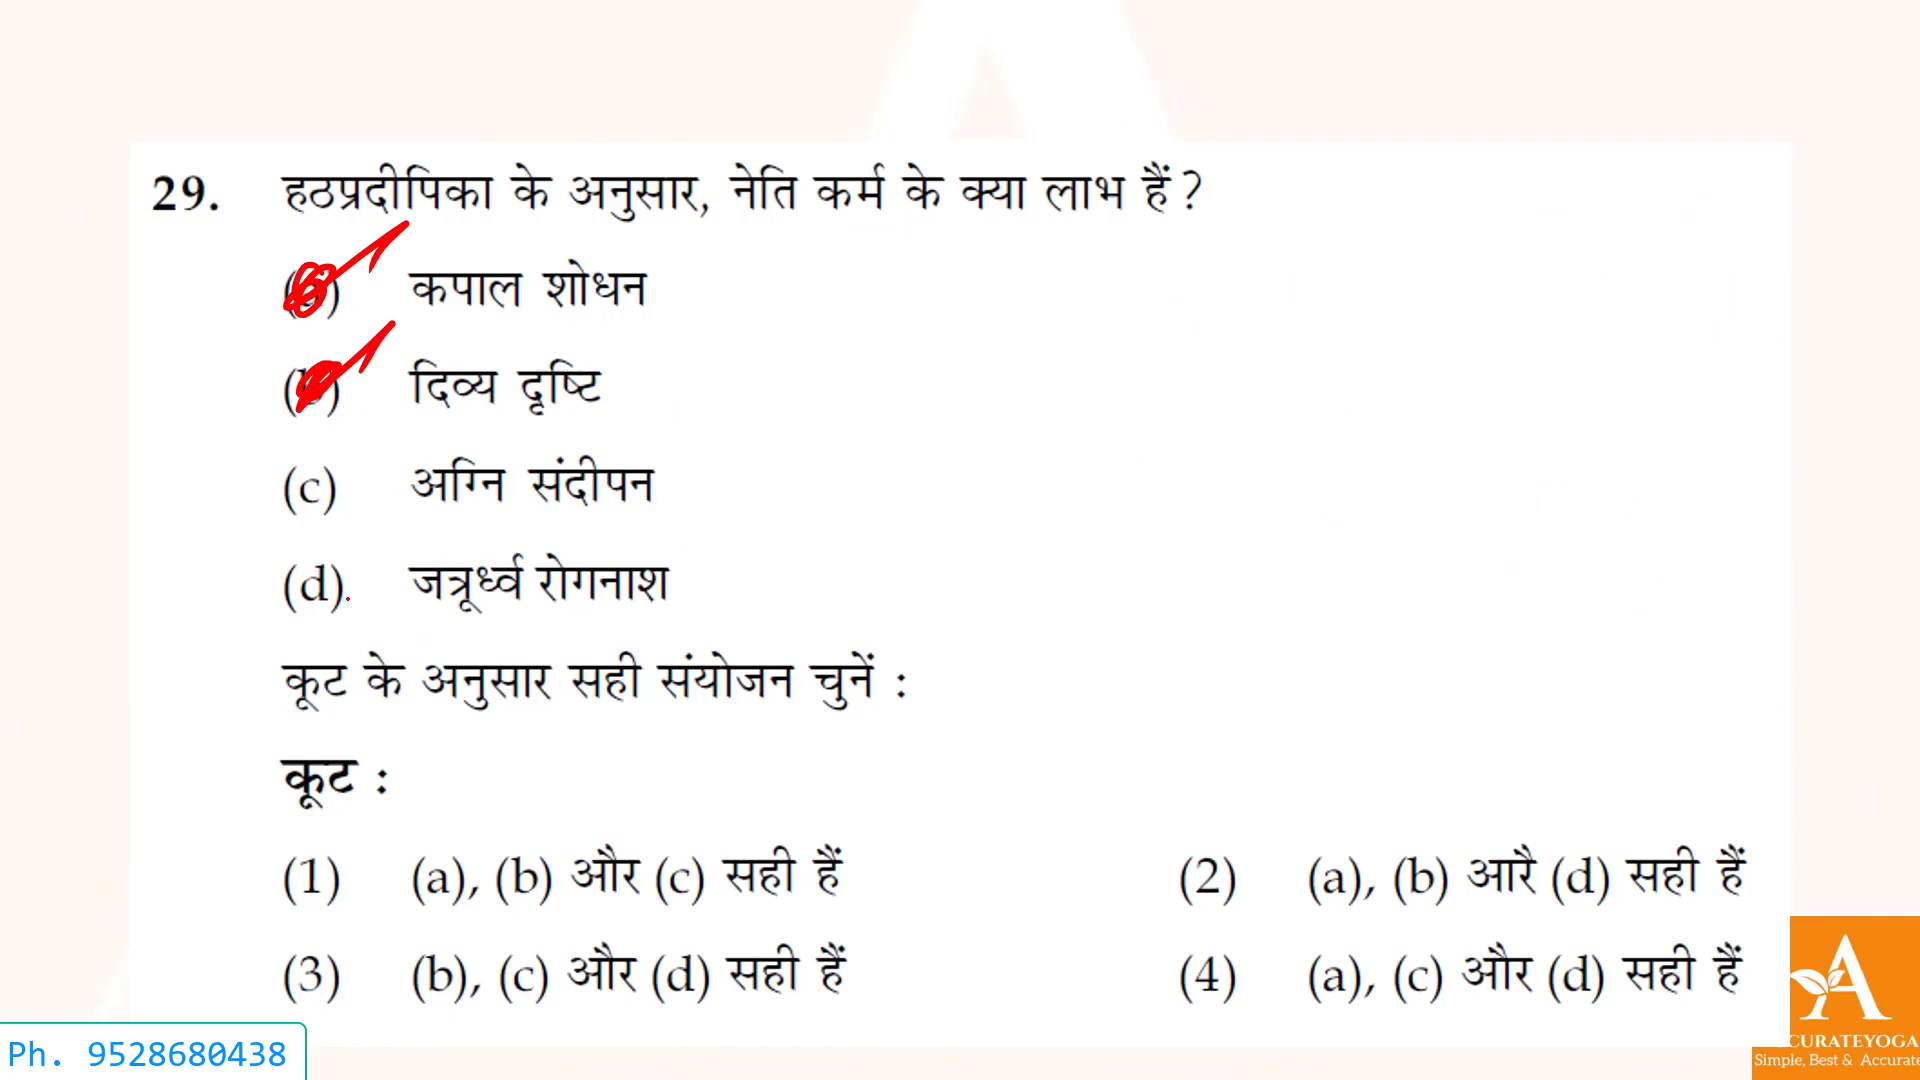 29. हठप्रदीपिका के अनुसार, नेति कर्म के क्या लाभ हैं ?
कपाल शोधन
(b) दिव्य दृष्टि
(c) अग्नि संदीपन
(d). जत्रूर्ध्व रोगनाश
कूट के अनुसार सही संयोजन चुनें :
कूट :
(1) (a), (b) और (c) सही हैं (2) (a), (b) आरै (d) सही हैं
(3) (b), (c) और (d) सही हैं (4) (a), (c) और (d) सही हैं
Ph. 9528680438
CURATEYOGA
Simple, Best & Accurate